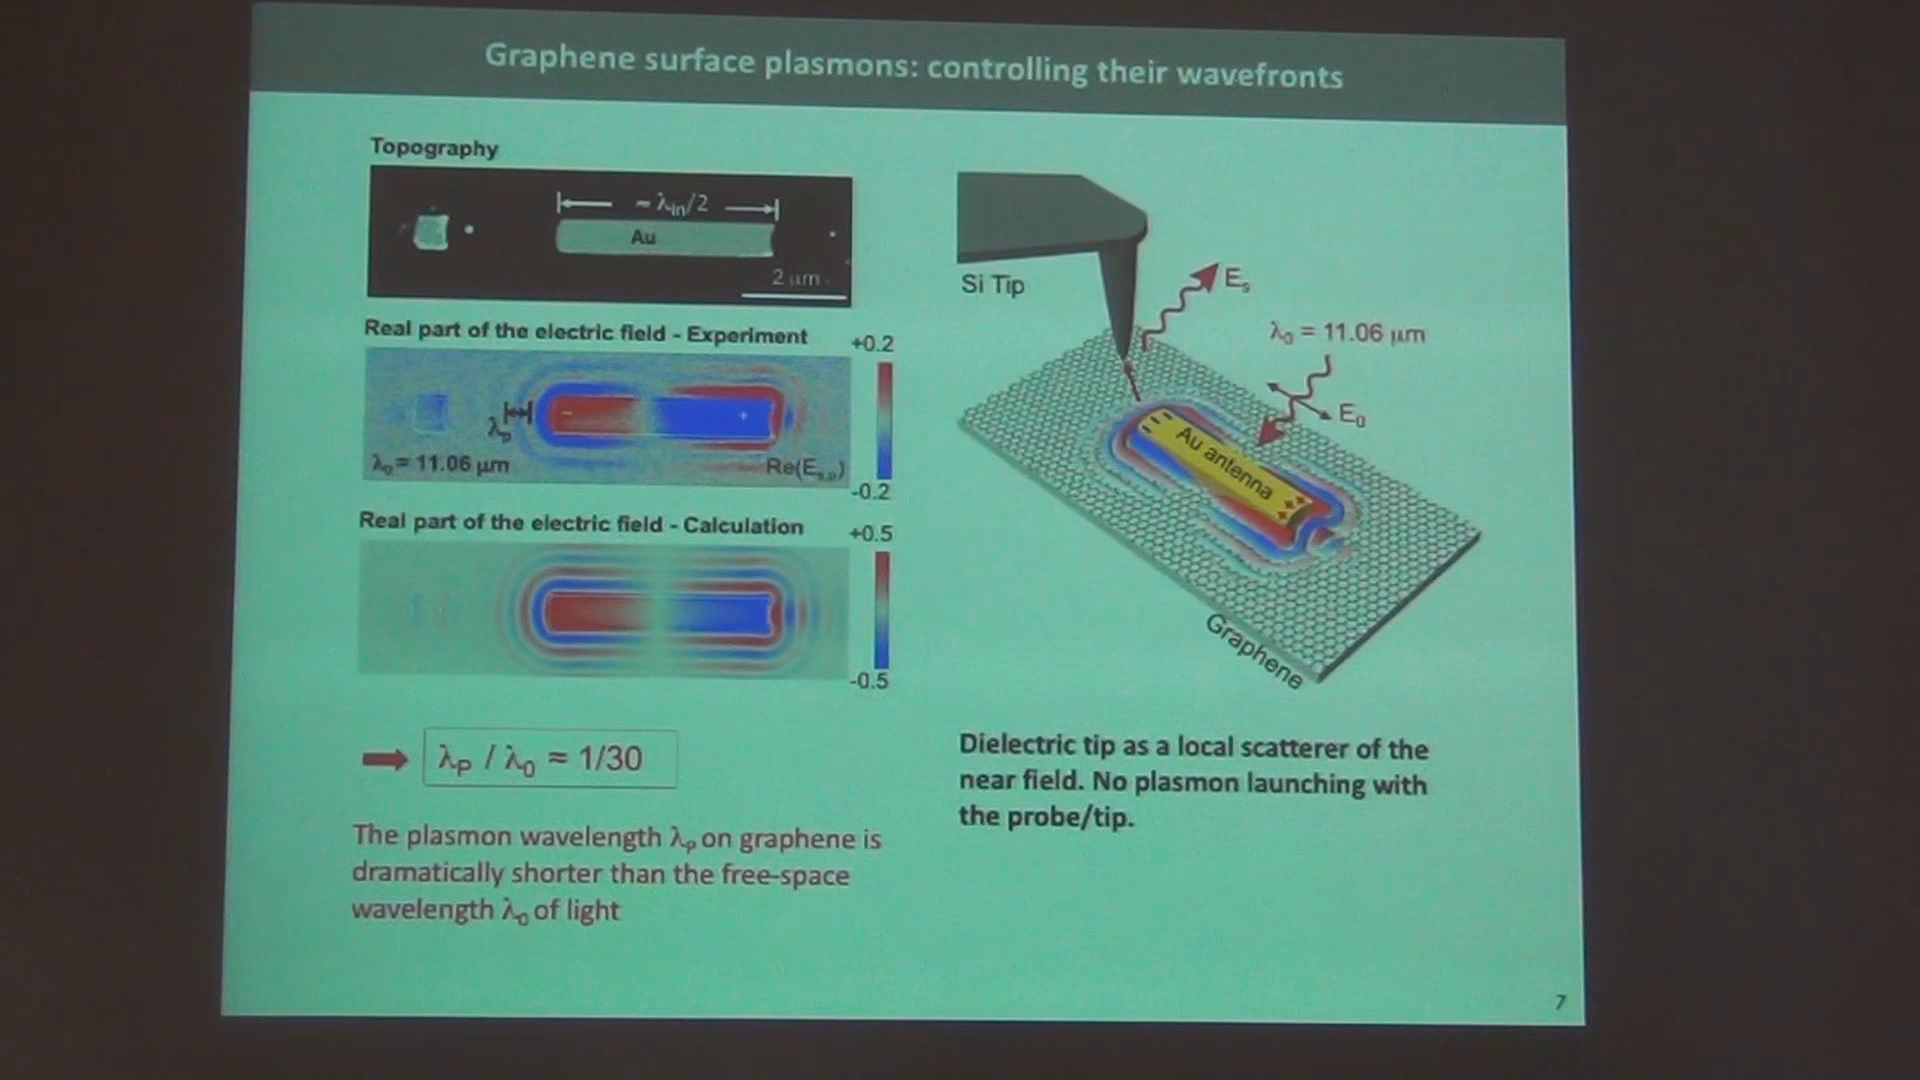 Graphene surface plasmons: controlling their wavefronts
Topography
≈ λin/2
Au
2 µm
Real part of the electric field - Experiment
+0.2
λp
λ0 = 11.06 µm
Re(Es,p)
-0.2
Real part of the electric field - Calculation
+0.5
-0.5
λp / λ0 ≈ 1/30
The plasmon wavelength λp on graphene is
dramatically shorter than the free-space
wavelength λ0 of light
Si Tip
Es
λ0 = 11.06 µm
E0
Au antenna
Graphene
Dielectric tip as a local scatterer of the
near field. No plasmon launching with
the probe/tip.
7